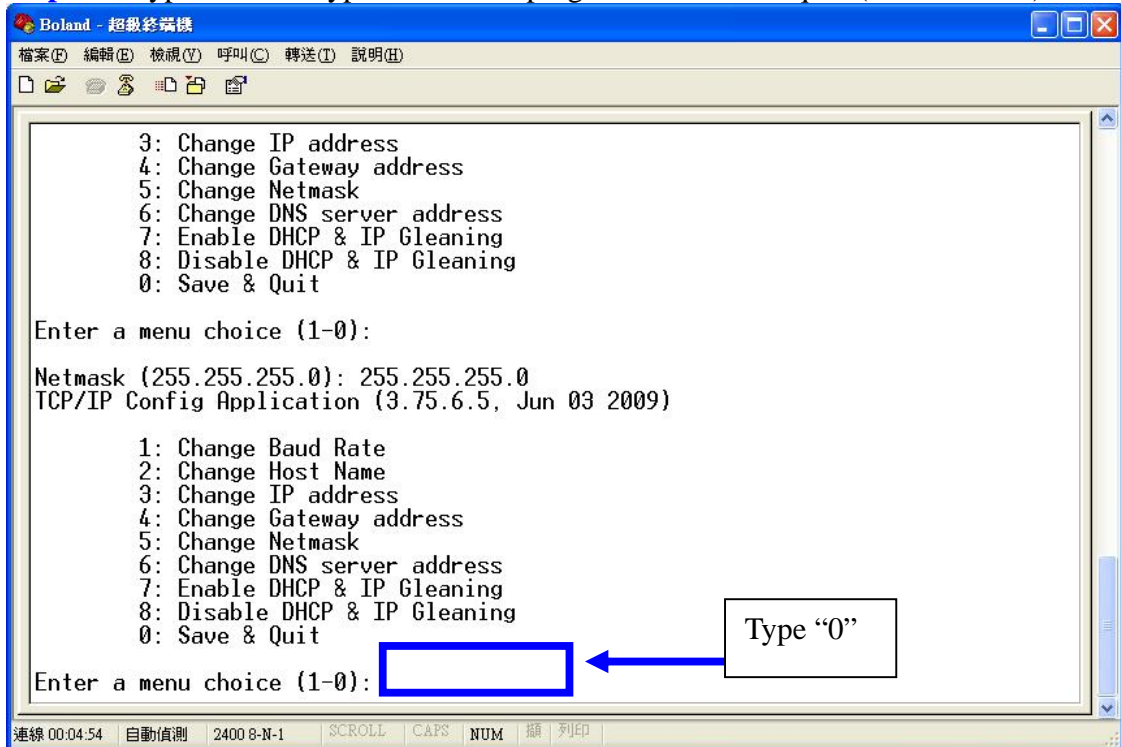 Boland - 超級終端機
檔案(F) 編輯(E) 檢視(V) 呼叫(C) 轉送(T) 說明(H)
3: Change IP address
4: Change Gateway address
5: Change Netmask
6: Change DNS server address
7: Enable DHCP & IP Gleaning
8: Disable DHCP & IP Gleaning
0: Save & Quit
Enter a menu choice (1-0):
Netmask (255.255.255.0): 255.255.255.0
TCP/IP Config Application (3.75.6.5, Jun 03 2009)
1: Change Baud Rate
2: Change Host Name
3: Change IP address
4: Change Gateway address
5: Change Netmask
6: Change DNS server address
7: Enable DHCP & IP Gleaning
8: Disable DHCP & IP Gleaning
0: Save & Quit
Type “0”
Enter a menu choice (1-0):
連線 00:04:54 自動偵測 2400 8-N-1 SCROLL CAPS NUM 擷 列印